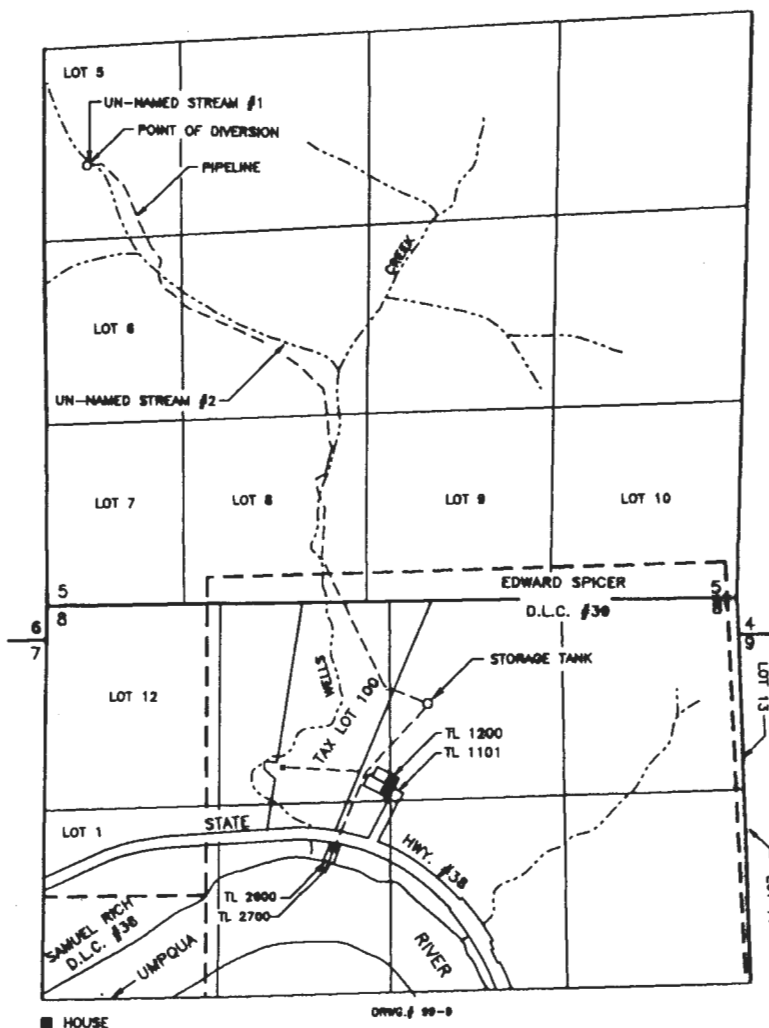 LOT 5
UN-NAMED STREAM #1
POINT OF DIVERSION
PIPELINE
CREEK
LOT 6
UN-NAMED STREAM #2
LOT 7
LOT 8
LOT 9
LOT 10
EDWARD SPICER
D.L.C. #39
5
8
6
7
4
9
STORAGE TANK
LOT 13
LOT 12
WELLS
TAX LOT 100
TL 1200
TL 1101
LOT 1
STATE
HWY. #38
TL 2600
TL 2700
SAMUEL RYCH
D.L.C. #38
UMPQUA
RIVER
HOUSE
DRWG.# 99-9